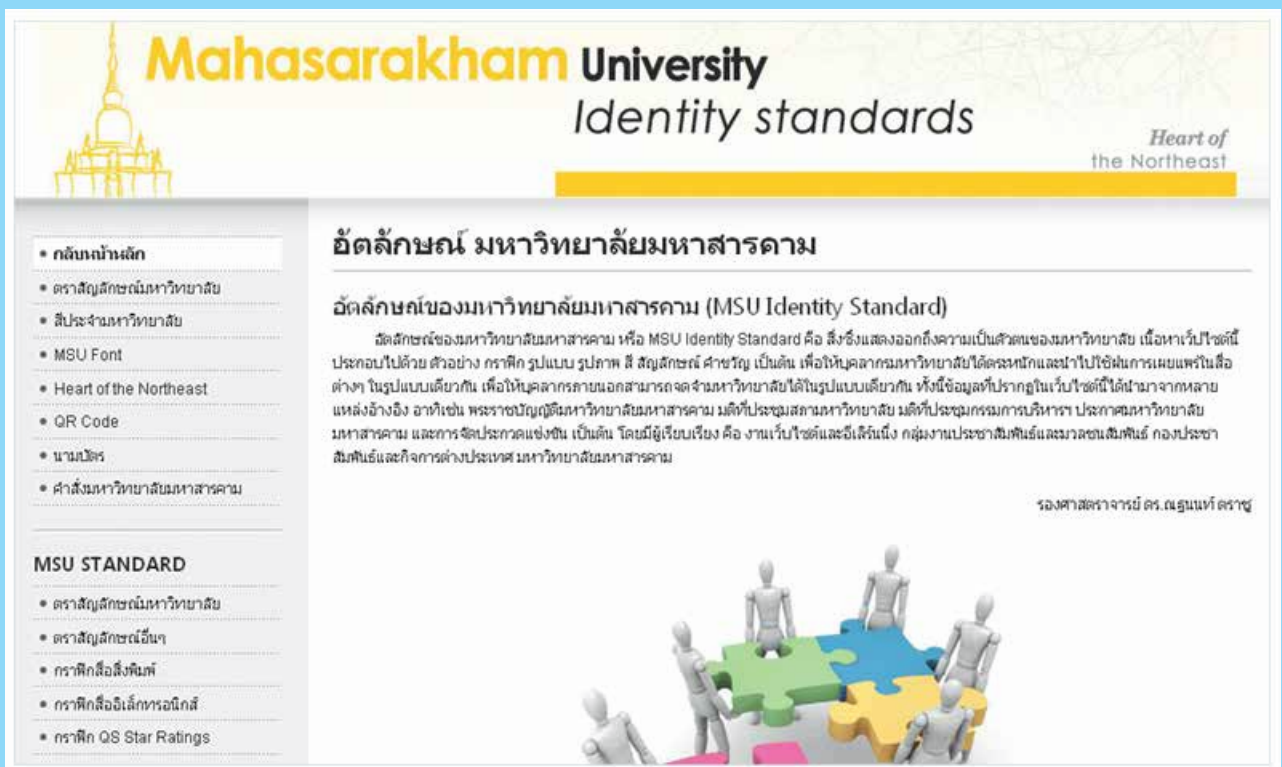 Mahasarakham University
Identity standards
Heart of
the Northeast
• กลับหน้าหลัก
• ตราสัญลักษณ์มหาวิทยาลัย
• สีประจำมหาวิทยาลัย
• MSU Font
• Heart of the Northeast
• QR Code
• นามบัตร
• คำสั่งมหาวิทยาลัยมหาสารคาม
MSU STANDARD
• ตราสัญลักษณ์มหาวิทยาลัย
• ตราสัญลักษณ์อื่นๆ
• กราฟิกสื่อสิ่งพิมพ์
• กราฟิกสื่ออิเล็กทรอนิกส์
• กราฟิก QS Star Ratings
อัตลักษณ์ มหาวิทยาลัยมหาสารคาม
อัตลักษณ์ของมหาวิทยาลัยมหาสารคาม (MSU Identity Standard)
อัตลักษณ์ของมหาวิทยาลัยมหาสารคาม หรือ MSU Identity Standard คือ สิ่งซึ่งแสดงออกถึงความเป็นตัวตนของมหาวิทยาลัย เนื้อหาเว็บไซต์นี้
ประกอบไปด้วย ตัวอย่าง กราฟิก รูปแบบ รูปภาพ สี สัญลักษณ์ คำขวัญ เป็นต้น เพื่อให้บุคลากรมหาวิทยาลัยได้ตระหนักและนำไปใช้ในการเผยแพร่ในสื่อ
ต่างๆ ในรูปแบบเดียวกัน เพื่อให้บุคลากรภายนอกสามารถจดจำมหาวิทยาลัยได้ในรูปแบบเดียวกัน ทั้งนี้ข้อมูลที่ปรากฏในเว็บไซต์นี้ได้นำมาจากหลาย
แหล่งอ้างอิง อาทิเช่น พระราชบัญญัติมหาวิทยาลัยมหาสารคาม มติที่ประชุมสภามหาวิทยาลัย มติที่ประชุมกรรมการบริหารฯ ประกาศมหาวิทยาลัย
มหาสารคาม และการจัดประกวดแข่งขัน เป็นต้น โดยมีผู้เรียบเรียง คือ งานเว็บไซต์และอีเลิร์นนิ่ง กลุ่มงานประชาสัมพันธ์และมวลชนสัมพันธ์ กองประชา
สัมพันธ์และกิจการต่างประเทศ มหาวิทยาลัยมหาสารคาม
รองศาสตราจารย์ ดร.ณฐนนท์ ตราชู